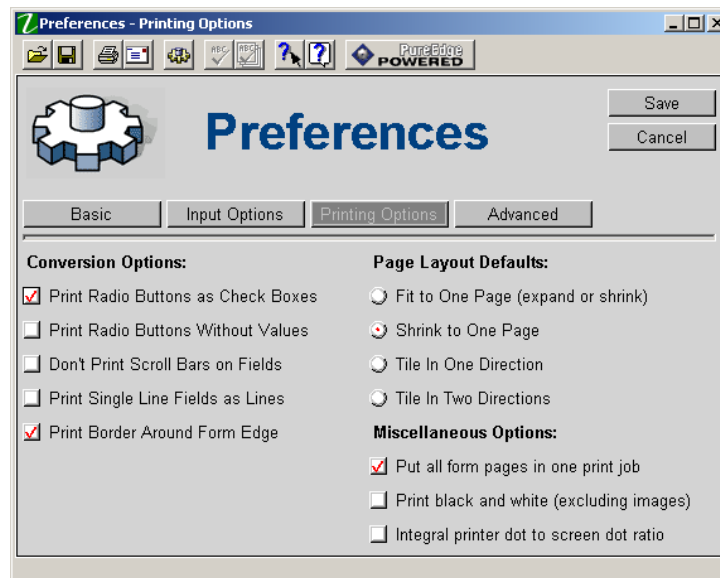 Preferences - Printing Options
ABC ABC PureEdge POWERED
Preferences
Save
Cancel
Basic Input Options Printing Options Advanced
Conversion Options:
Print Radio Buttons as Check Boxes
Print Radio Buttons Without Values
Don't Print Scroll Bars on Fields
Print Single Line Fields as Lines
Print Border Around Form Edge
Page Layout Defaults:
Fit to One Page (expand or shrink)
Shrink to One Page
Tile In One Direction
Tile In Two Directions
Miscellaneous Options:
Put all form pages in one print job
Print black and white (excluding images)
Integral printer dot to screen dot ratio